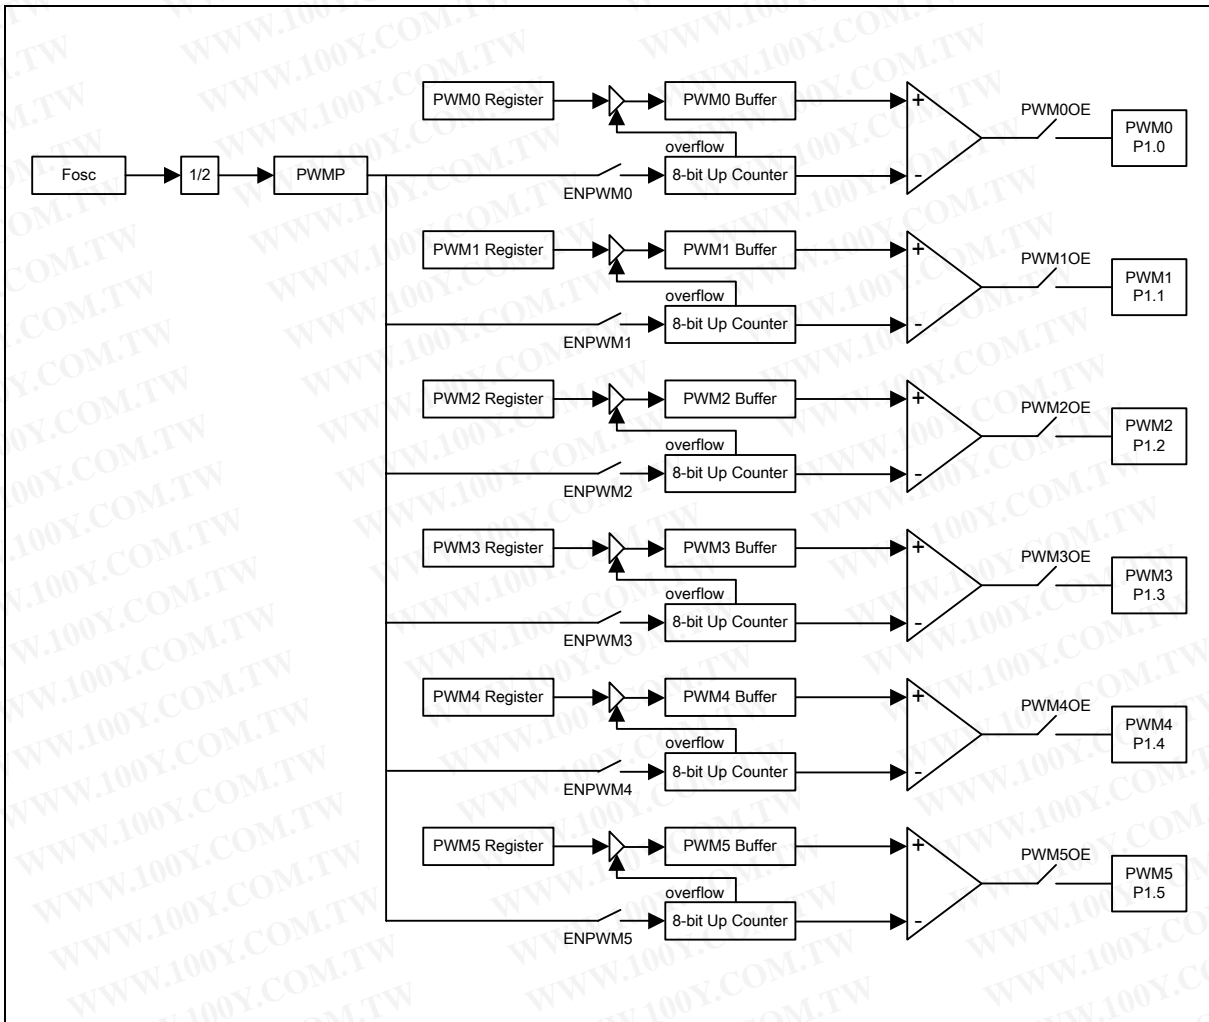 PWM0 Register
PWM0 Buffer
+
PWM0OE
PWM0
P1.0
overflow
Fosc
1/2
PWMP
ENPWM0
8-bit Up Counter
-
PWM1 Register
PWM1 Buffer
+
PWM1OE
PWM1
P1.1
overflow
ENPWM1
8-bit Up Counter
-
PWM2 Register
PWM2 Buffer
+
PWM2OE
PWM2
P1.2
overflow
ENPWM2
8-bit Up Counter
-
PWM3 Register
PWM3 Buffer
+
PWM3OE
PWM3
P1.3
overflow
ENPWM3
8-bit Up Counter
-
PWM4 Register
PWM4 Buffer
+
PWM4OE
PWM4
P1.4
overflow
ENPWM4
8-bit Up Counter
-
PWM5 Register
PWM5 Buffer
+
PWM5OE
PWM5
P1.5
overflow
ENPWM5
8-bit Up Counter
-
WWW.100Y.COM.TW